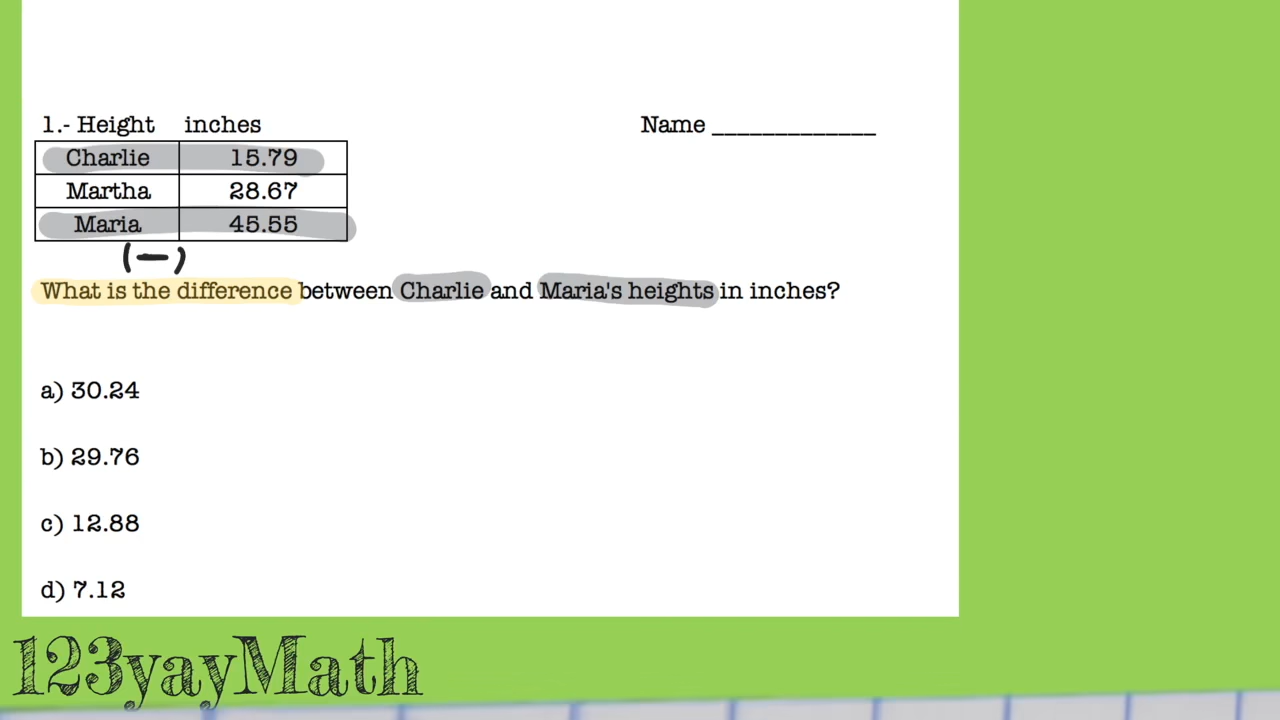 1.- Height inches
Name _____________
Charlie 15.79
Martha 28.67
Maria 45.55
(—)
What is the difference between Charlie and Maria's heights in inches?
a) 30.24
b) 29.76
c) 12.88
d) 7.12
123yayMath